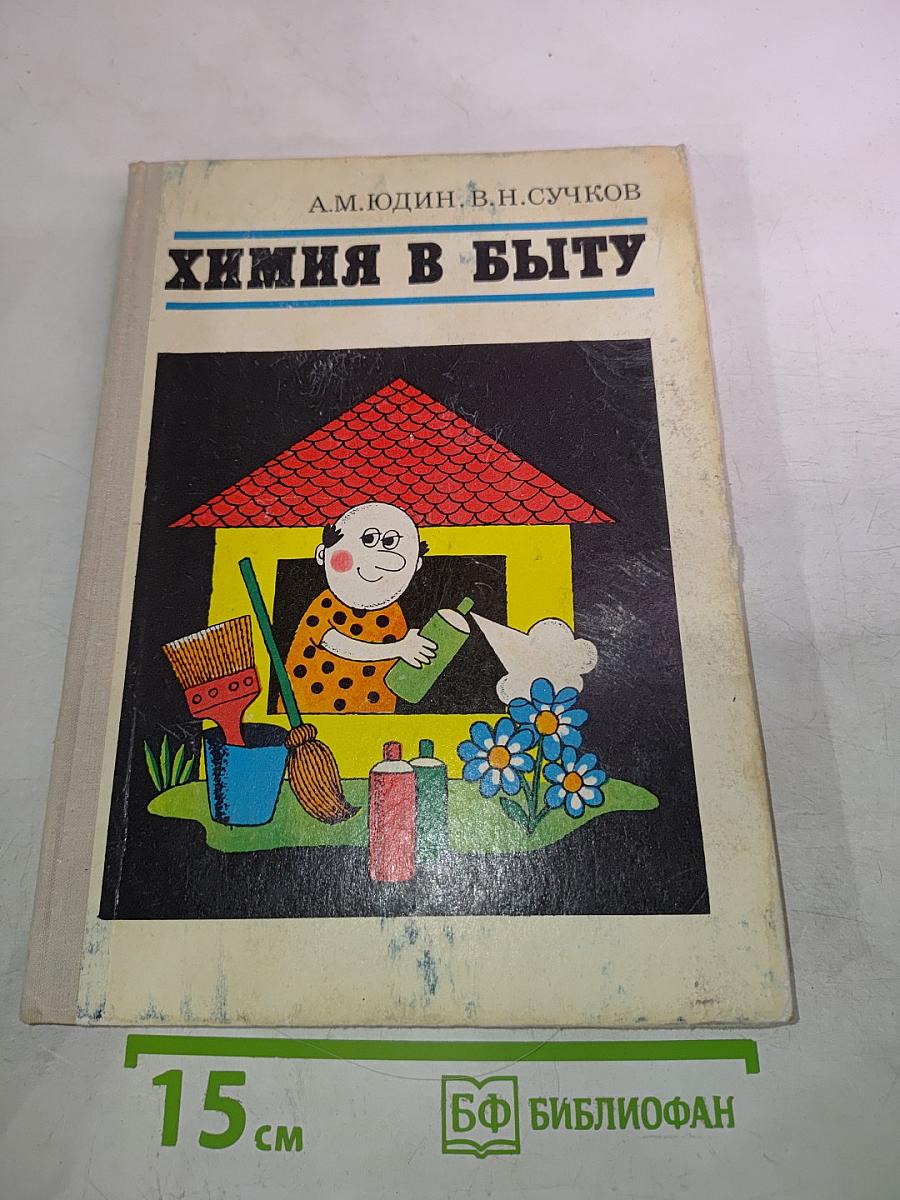 А.М.ЮДИН, В.Н.СУЧКОВ
ХИМИЯ В БЫТУ
15 см
БФ БИБЛИОФАН